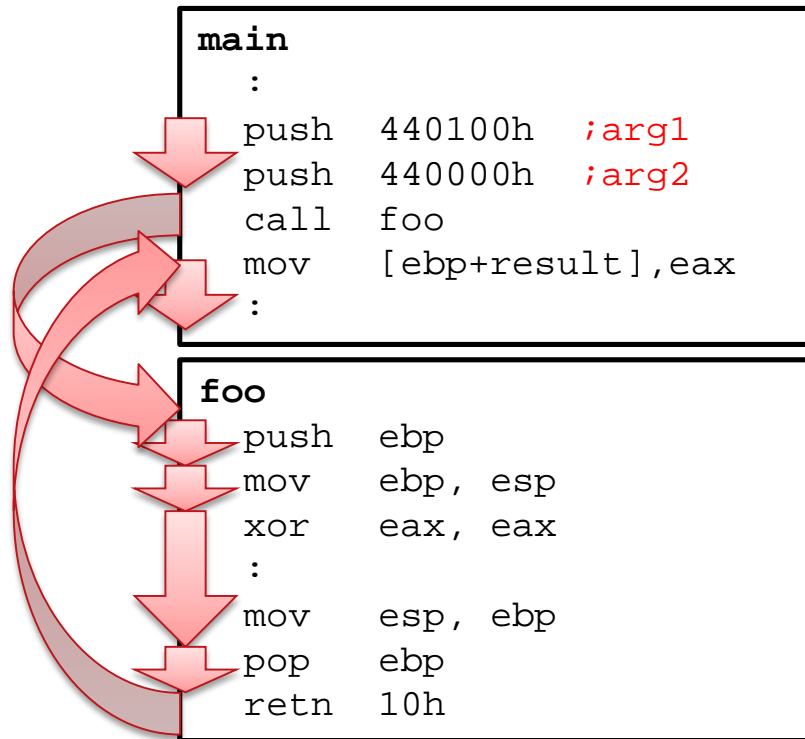 main
:
push 440100h ;arg1
push 440000h ;arg2
call foo
mov [ebp+result],eax
:
foo
push ebp
mov ebp, esp
xor eax, eax
:
mov esp, ebp
pop ebp
retn 10h